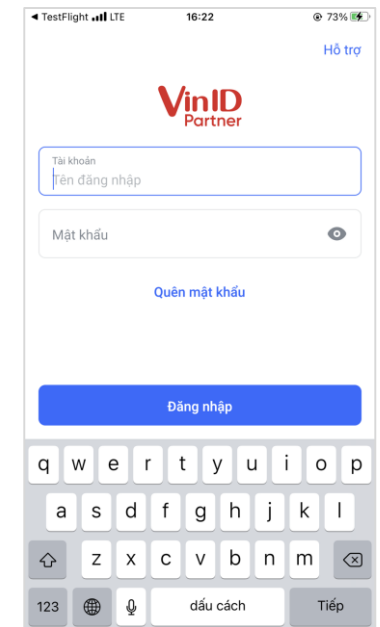 ◀ TestFlight LTE 16:22 73%
Hỗ trợ
VinID
Partner
Tài khoản
Tên đăng nhập
Mật khẩu
Quên mật khẩu
Đăng nhập
q w e r t y u i o p
a s d f g h j k l
z x c v b n m
123 dấu cách Tiếp